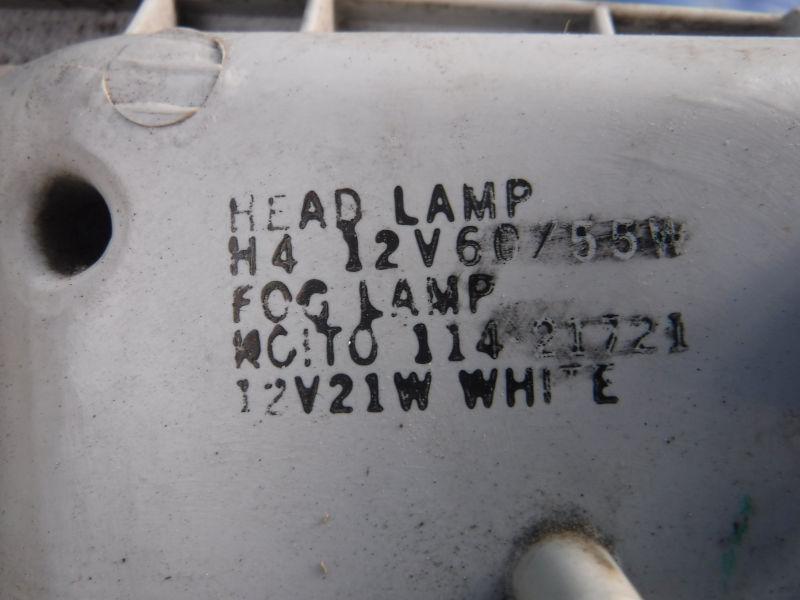 HEAD LAMP
H4 12V60/55W
FOG LAMP
KOITO 114 21721
12V21W WHITE